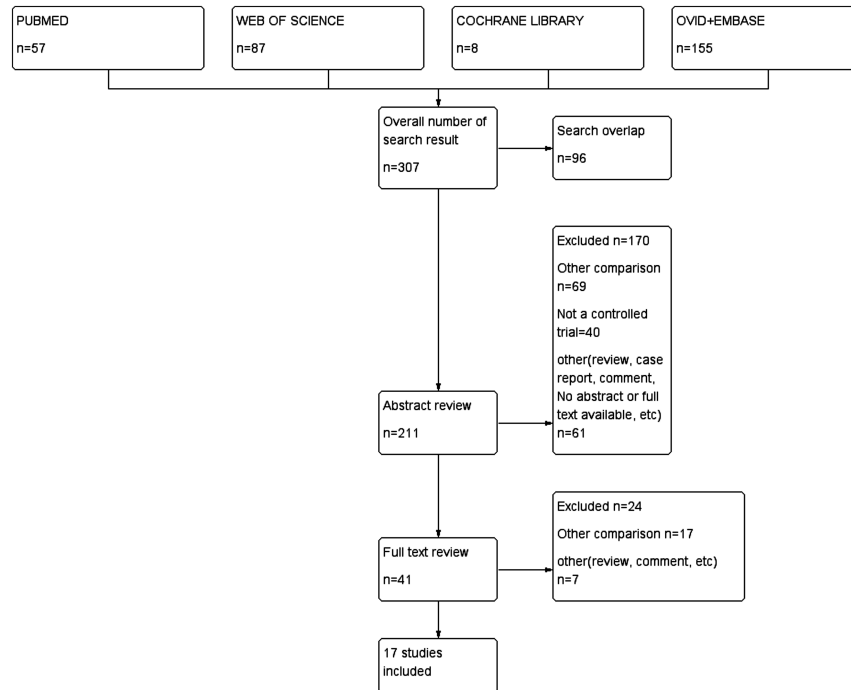 PUBMED
n=57
WEB OF SCIENCE
n=87
COCHRANE LIBRARY
n=8
OVID+EMBASE
n=155
Overall number of
search result
n=307
Search overlap
n=96
Excluded n=170
Other comparison
n=69
Not a controlled
trial=40
other(review, case
report, comment,
No abstract or full
text available, etc)
n=61
Abstract review
n=211
Excluded n=24
Other comparison n=17
other(review, comment, etc)
n=7
Full text review
n=41
17 studies
included